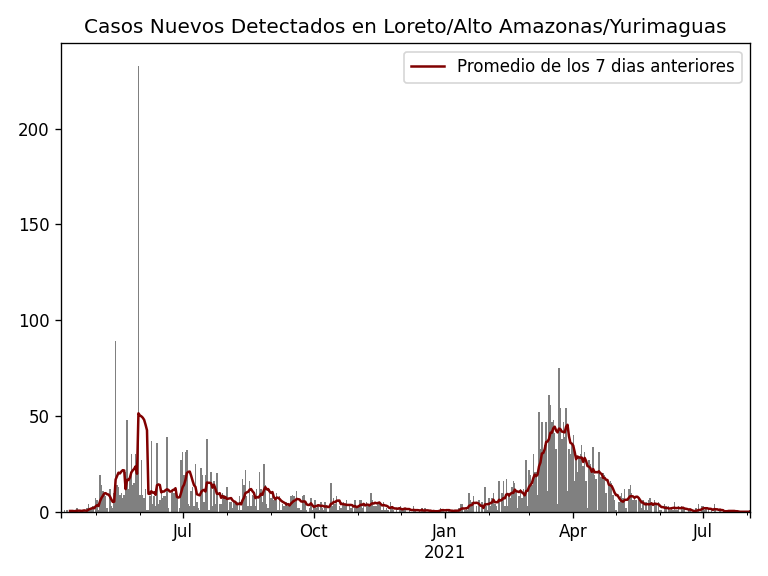 Casos Nuevos Detectados en Loreto/Alto Amazonas/Yurimaguas
Promedio de los 7 dias anteriores
200
150
100
50
0
Jul
Oct
Jan
2021
Apr
Jul